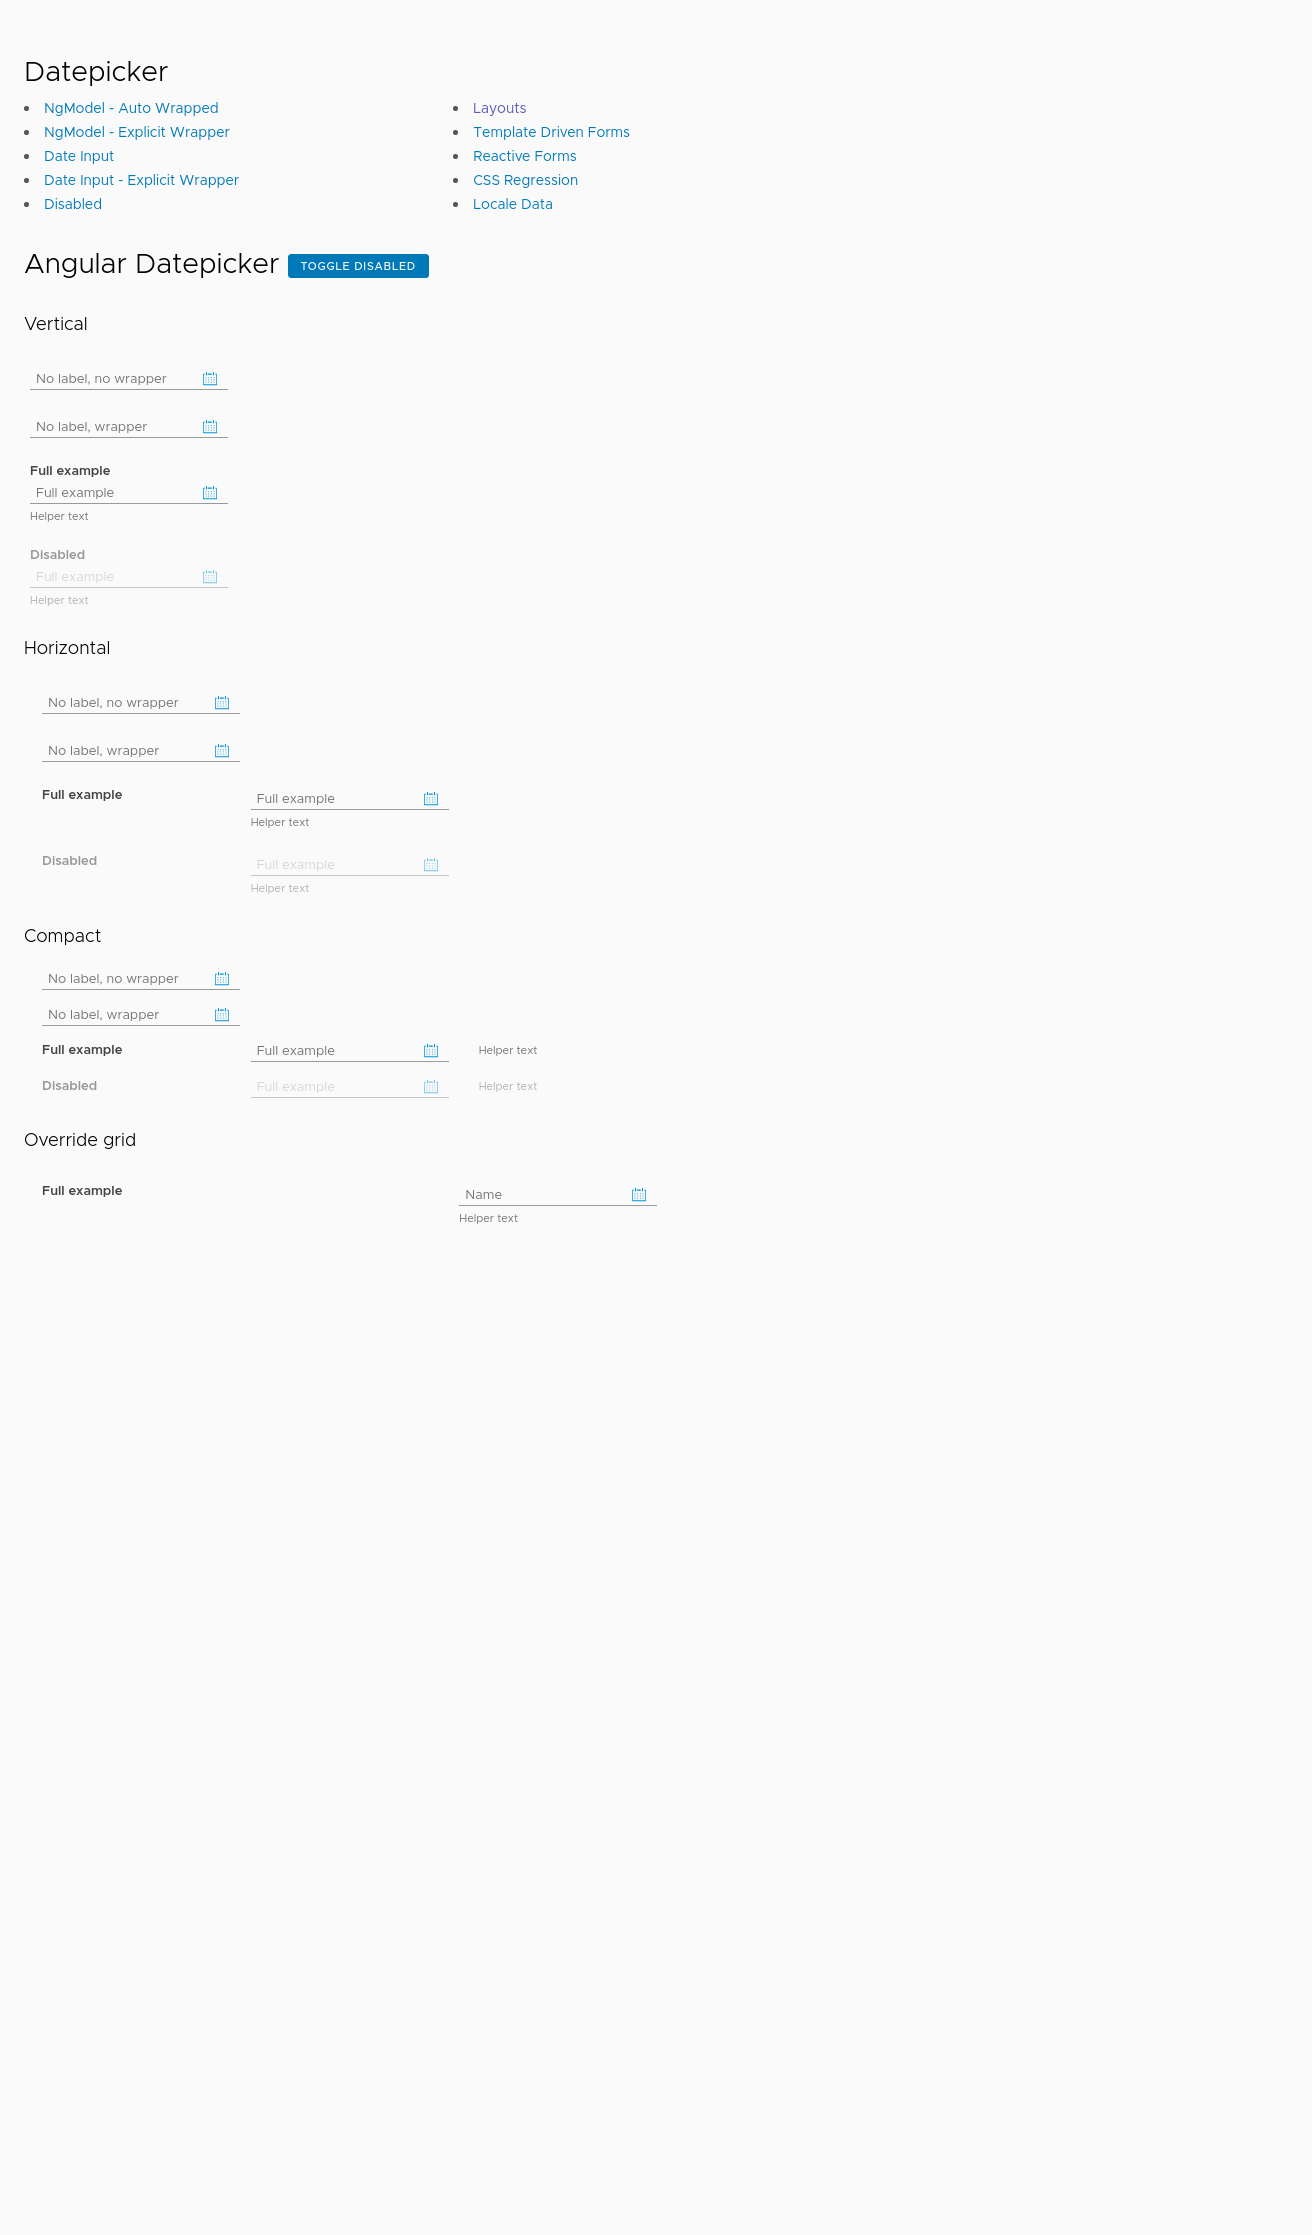 Datepicker
NgModel - Auto Wrapped
NgModel - Explicit Wrapper
Date Input
Date Input - Explicit Wrapper
Disabled
Layouts
Template Driven Forms
Reactive Forms
CSS Regression
Locale Data
Angular Datepicker TOGGLE DISABLED
Vertical
No label, no wrapper
No label, wrapper
Full example
Full example
Helper text
Disabled
Full example
Helper text
Horizontal
No label, no wrapper
No label, wrapper
Full example Full example
Helper text
Disabled Full example
Helper text
Compact
No label, no wrapper
No label, wrapper
Full example Full example Helper text
Disabled Full example Helper text
Override grid
Full example Name
Helper text